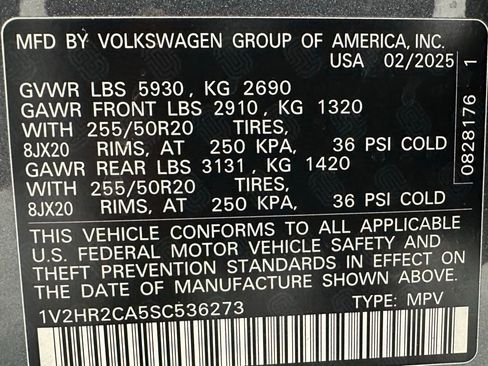 MFD BY VOLKSWAGEN GROUP OF AMERICA, INC.
USA 02/2025
GVWR LBS 5930, KG 2690
GAWR FRONT LBS 2910, KG 1320
WITH 255/50R20 TIRES,
8JX20 RIMS, AT 250 KPA, 36 PSI COLD
GAWR REAR LBS 3131, KG 1420
WITH 255/50R20 TIRES,
8JX20 RIMS, AT 250 KPA, 36 PSI COLD
THIS VEHICLE CONFORMS TO ALL APPLICABLE
U.S. FEDERAL MOTOR VEHICLE SAFETY AND
THEFT PREVENTION STANDARDS IN EFFECT ON
THE DATE OF MANUFACTURE SHOWN ABOVE.
1V2HR2CA5SC536273 TYPE: MPV
0828176 1